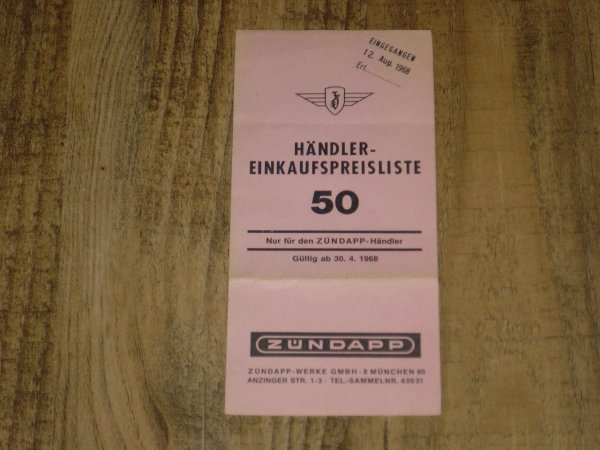 EINGEGANGEN
12. Aug. 1968
Erl............
HÄNDLER-
EINKAUFSPREISLISTE
50
Nur für den ZÜNDAPP-Händler
Gültig ab 30. 4. 1968
ZÜNDAPP
ZÜNDAPP-WERKE GMBH · 8 MÜNCHEN 80
ANZINGER STR. 1-3 · TEL.-SAMMELNR. 45831